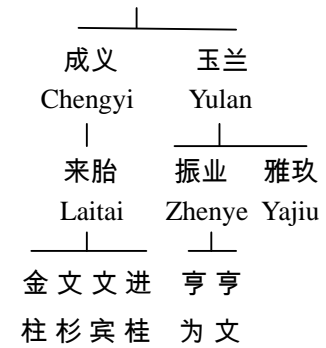 成义 玉兰
Chengyi Yulan
来胎 振业 雅玖
Laitai Zhenye Yajiu
金 文 文 进 亨 亨
柱 杉 宾 桂 为 文